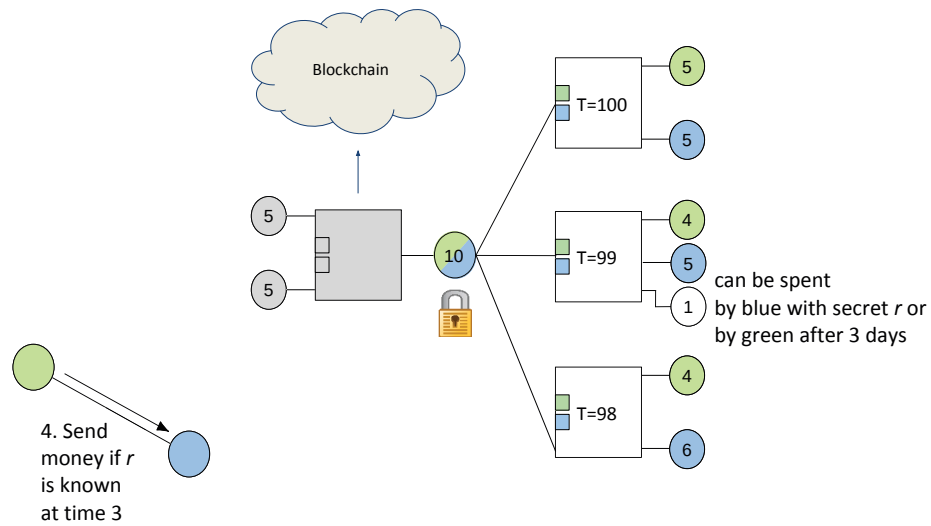 Blockchain
5
5
10
T=100
5
5
T=99
4
5
1
can be spent
by blue with secret r or
by green after 3 days
T=98
4
6
4. Send
money if r
is known
at time 3